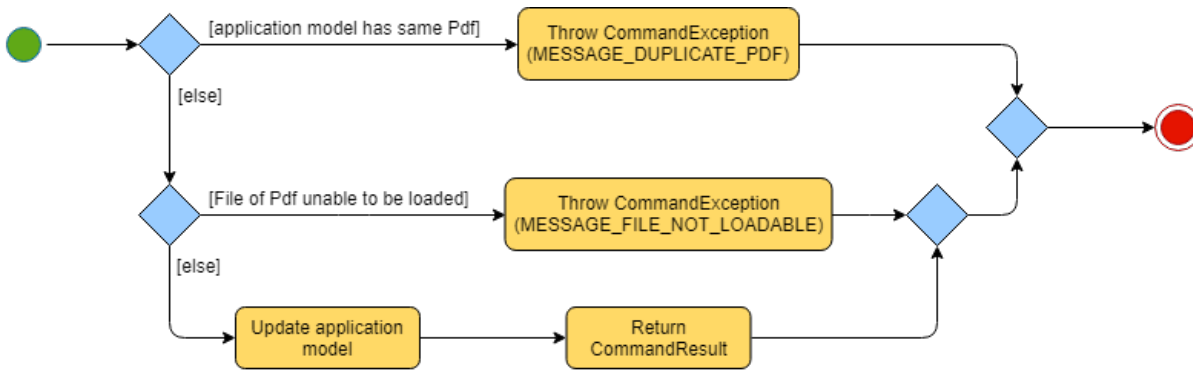 [application model has same Pdf]
Throw CommandException
(MESSAGE_DUPLICATE_PDF)
[else]
[File of Pdf unable to be loaded]
Throw CommandException
(MESSAGE_FILE_NOT_LOADABLE)
[else]
Update application
model
Return
CommandResult